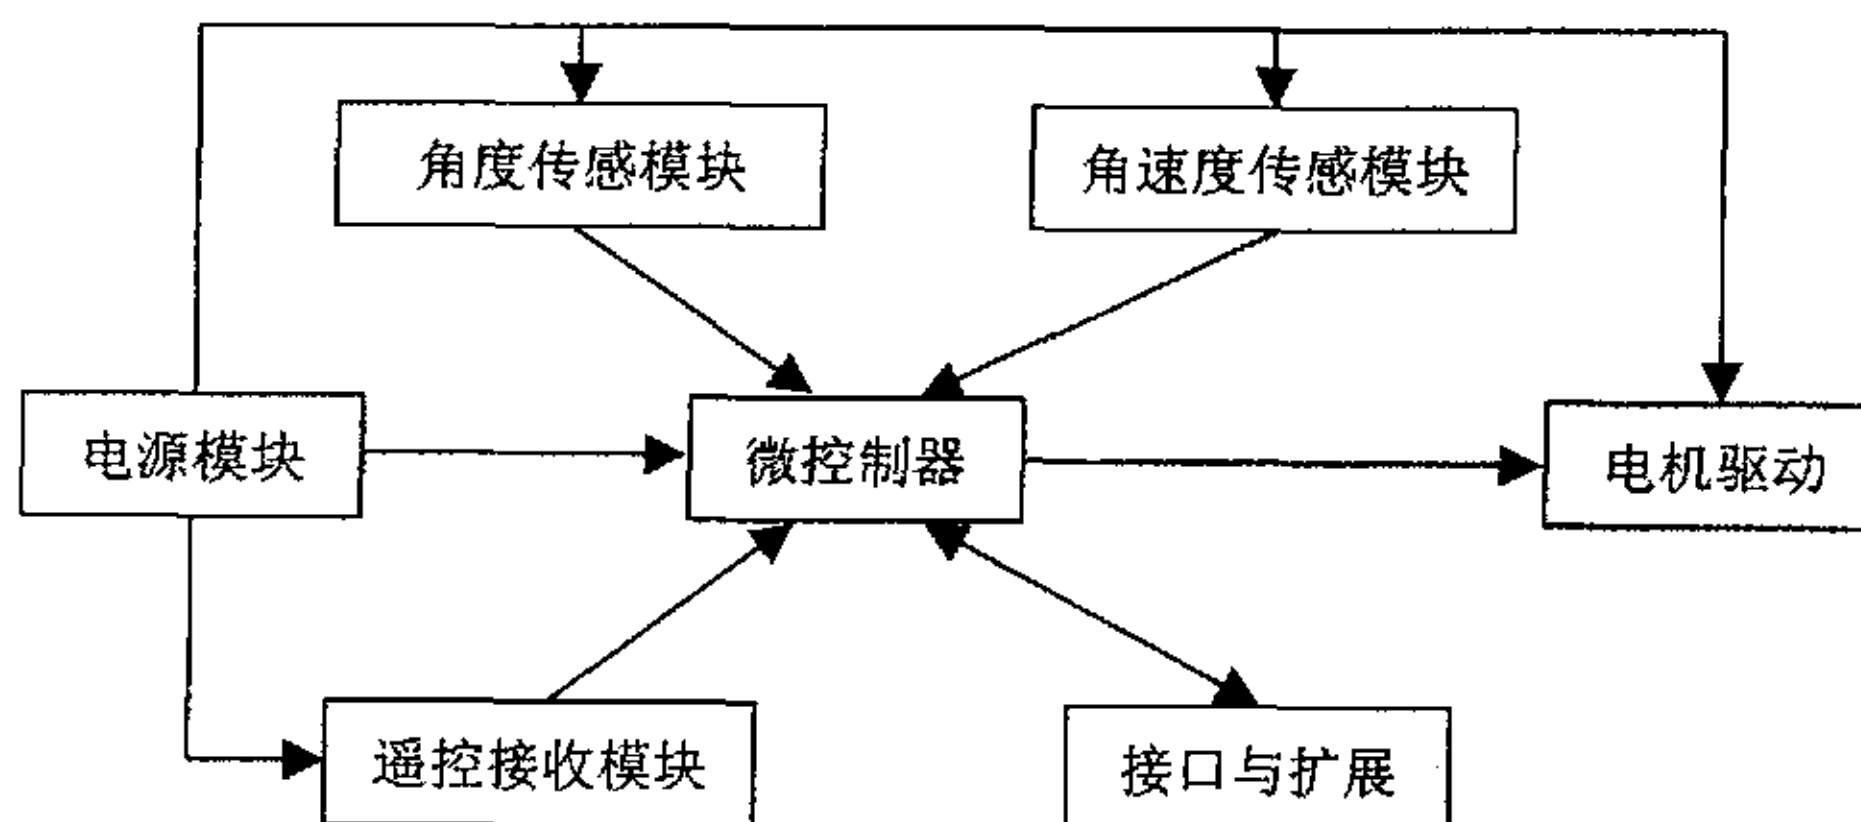 角度传感模块
角速度传感模块
电源模块
微控制器
电机驱动
遥控接收模块
接口与扩展